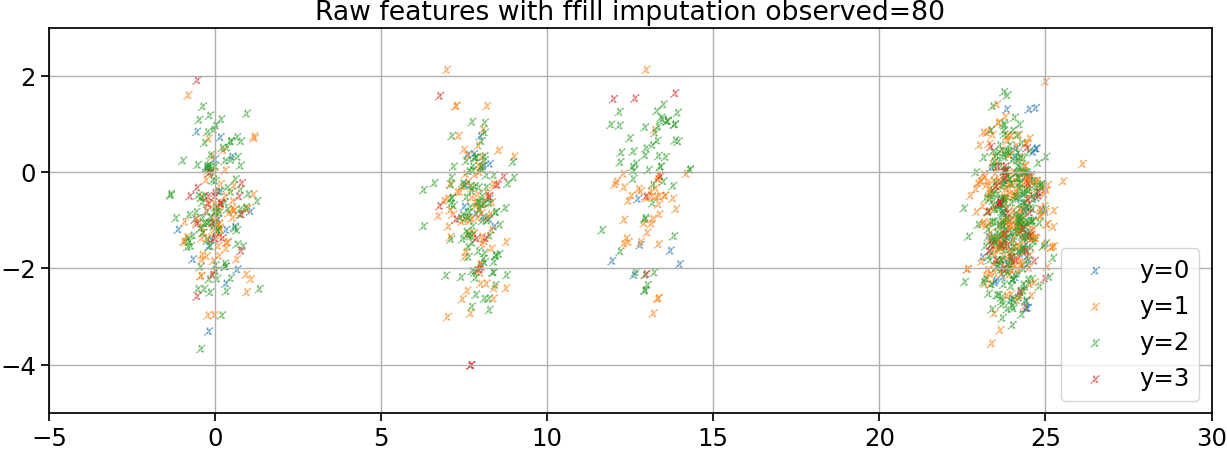 Raw features with ffill imputation observed=80
2
0
−2
−4
y=0
y=1
y=2
y=3
−5
0
5
10
15
20
25
30